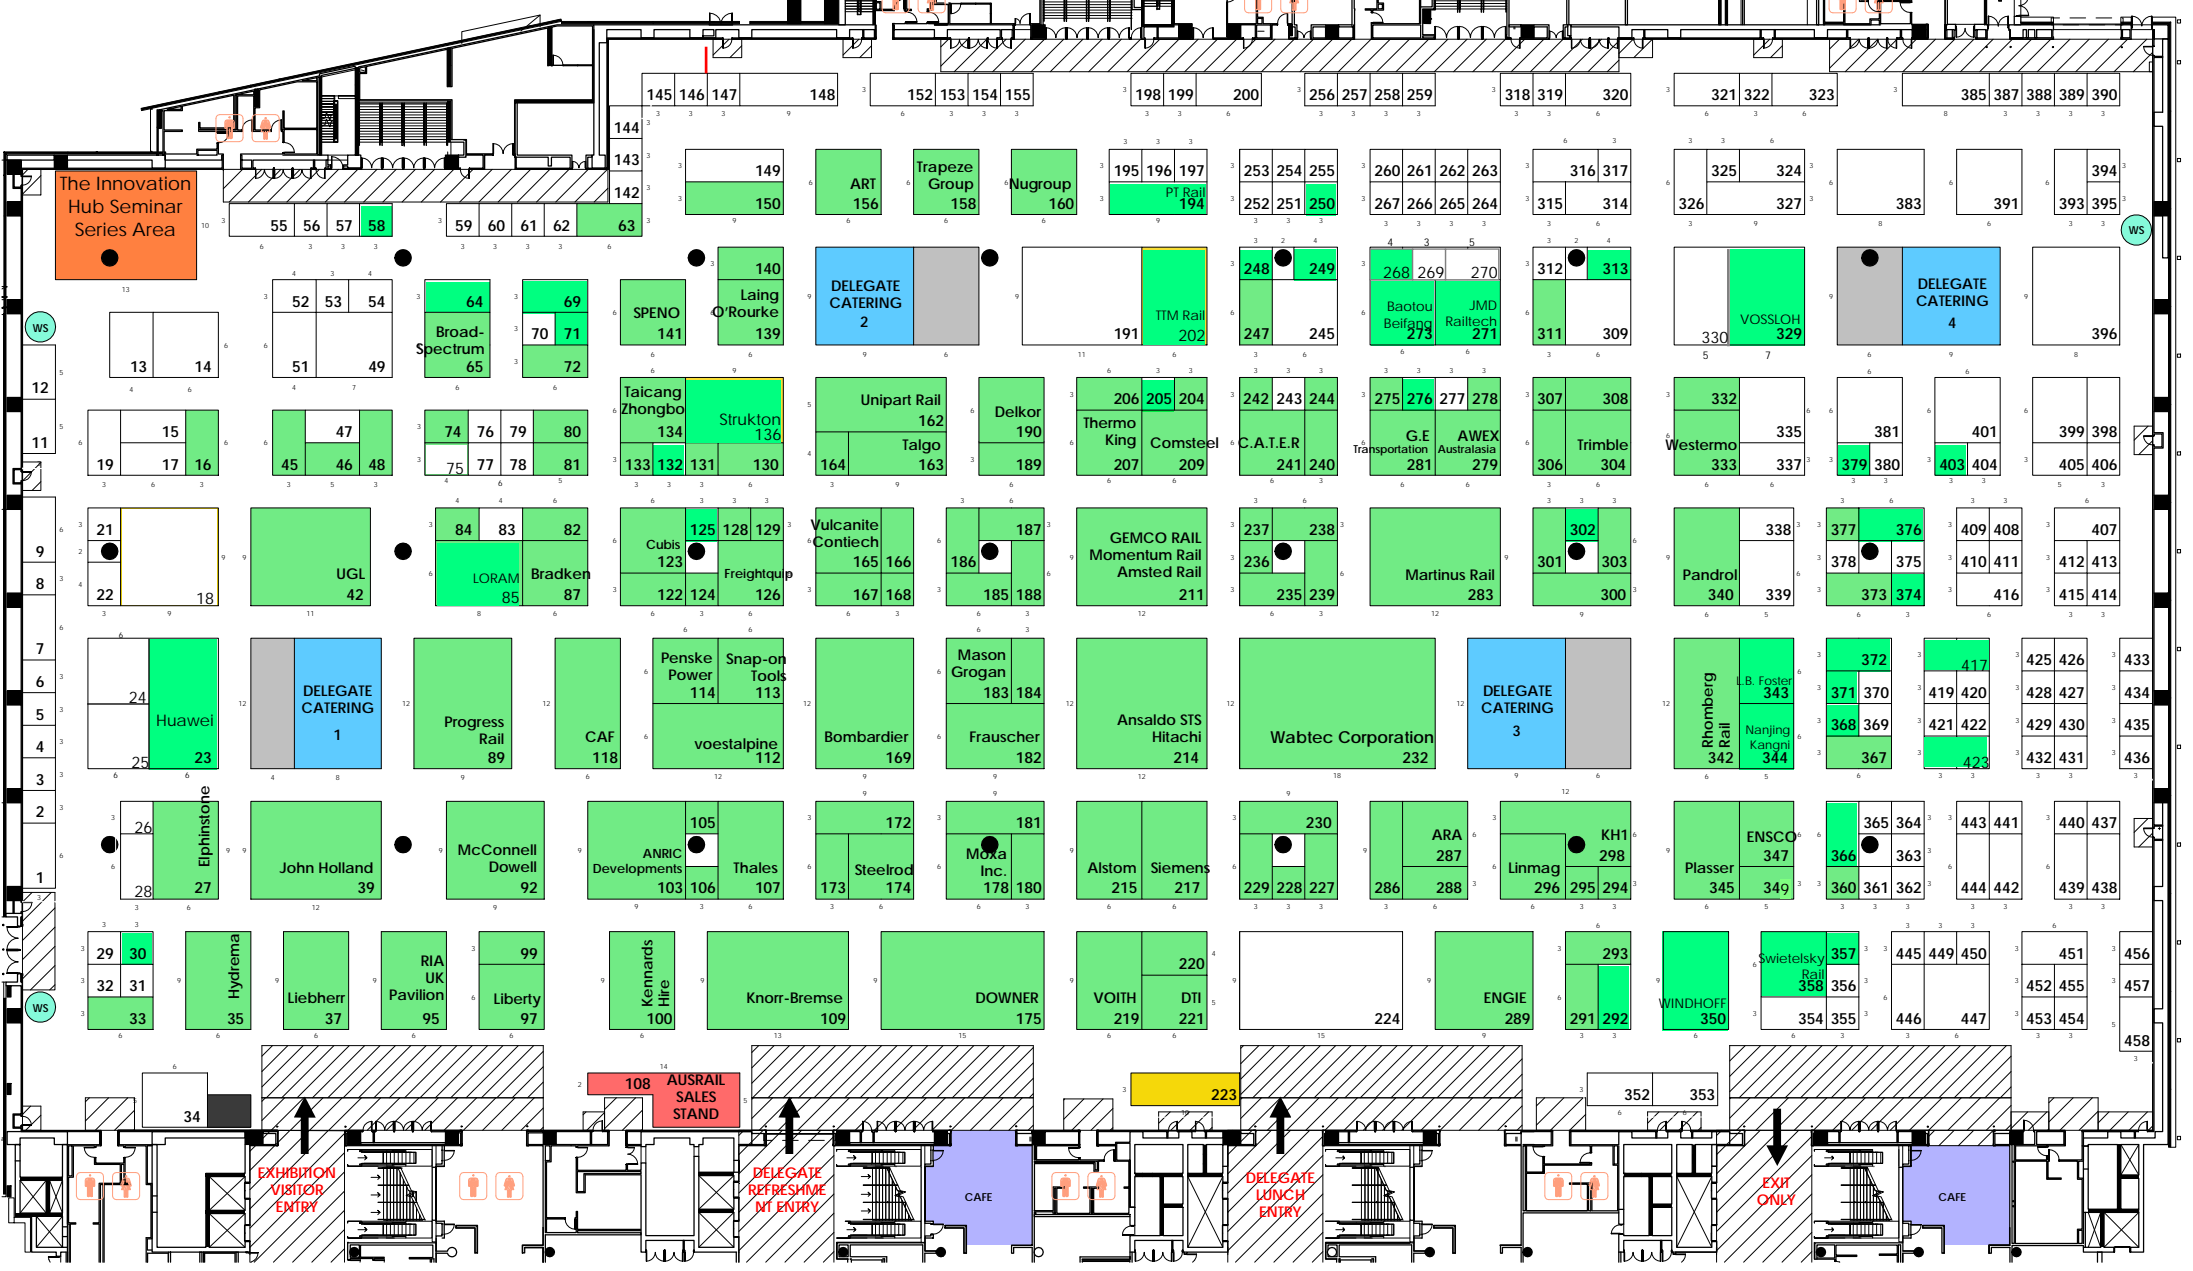 145 146 147 148
152 153 154 155
198 199 200
256 257 258 259
318 319 320
321 322 323
385 387 388 389 390
144
143
142
149
150
ART
156
Trapeze
Group
158
Nugroup
160
195 196 197
PT Rail
194
253 254 255
252 251 250
260 261 262 263
267 266 265 264
316 317
315 314
325 324
326 327
383
391
394
393 395
The Innovation
Hub Seminar
Series Area
55 56 57 58
59 60 61 62 63
WS
WS
WS
12
11
9
8
7
6
5
4
3
2
1
13 14
52 53 54
51 49
64
Broad-
Spectrum
65
69
70 71
72
SPENO
141
140
Laing
O'Rourke
139
DELEGATE
CATERING
2
191
TTM Rail
202
248 249
247 245
268 269 270
Baotou
Beifang
273
JMD
Railtech
271
312 313
311 309
330
VOSSLOH
329
DELEGATE
CATERING
4
396
15
19 17 16
47
45 46 48
74 76 79 80
75 77 78 81
Taicang
Zhongbo
134
Strukton
136
133 132 131 130
Unipart Rail
162
Talgo
164 163
Delkor
190
189
206 205 204
Thermo
King
207
Comsteel
209
242 243 244
C.A.T.E.R
241 240
275 276 277 278
G.E
Transportation
281
AWEX
Australasia
279
307 308
Trimble
306 304
332
Westermo
333
335
337
381
379 380
401
403 404
399 398
405 406
21
22 18
UGL
42
84 83 82
LORAM
85
Bradken
87
Cubis
123
125 128 129
Freightquip
122 124 126
Vulcanite
Contiech
165 166
167 168
187
186
185 188
GEMCO RAIL
Momentum Rail
Amsted Rail
211
237 238
236
235 239
Martinus Rail
283
302
301 303
300
338
Pandrol
340 339
377 376
378 375
373 374
409 408
410 411
416
407
412 413
415 414
24
25
Huawei
23
DELEGATE
CATERING
1
Progress
Rail
89
CAF
118
Penske
Power
114
Snap-on
Tools
113
voestalpine
112
Bombardier
169
Mason
Grogan
183 184
Frauscher
182
Ansaldo STS
Hitachi
214
Wabtec Corporation
232
DELEGATE
CATERING
3
Rhomberg
Rail
342
L.B. Foster
343
Nanjing
Kangni
344
372
371 370
368 369
367
417
419 420
421 422
423
425 426
428 427
429 430
432 431
433
434
435
436
26
28
Elphinstone
27
John Holland
39
McConnell
Dowell
92
105
ANRIC
Developments
103 106
Thales
107
172
Steelrod
173 174
181
Moxa
Inc.
178 180
Alstom
215
Siemens
217
230
229 228 227
ARA
287
286 288
KH1
298
Linmag
296 295 294
Plasser
345
ENSCO
347
349
365 364
366 363
360 361 362
443 441
444 442
440 437
439 438
29 30
32 31
33
Hydrema
35
Liebherr
37
RIA
UK
Pavilion
95
99
Liberty
97
Kennards
Hire
100
Knorr-Bremse
109
DOWNER
175
VOITH
219
220
DTI
221
224
ENGIE
289
293
291 292
WINDHOFF
350
Swietelsky
Rail
358
357
356
354 355
445 449 450
446 447
451
452 455
453 454
456
457
458
34
108
AUSRAIL
SALES
STAND
223
352 353
EXHIBITION
VISITOR
ENTRY
DELEGATE
REFRESHME
NT ENTRY
CAFE
DELEGATE
LUNCH
ENTRY
EXIT
ONLY
CAFE